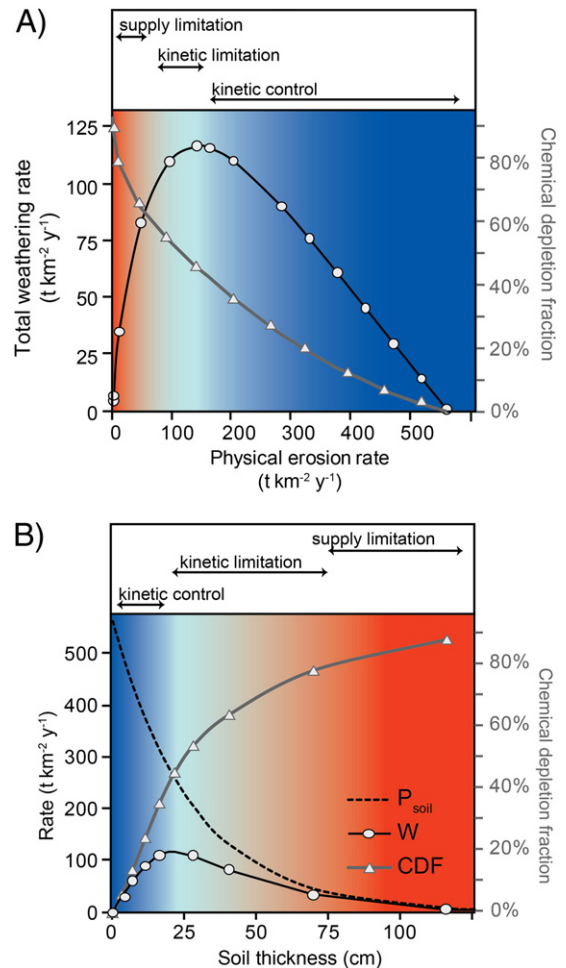 A)
supply limitation
kinetic limitation
kinetic control
125
100
75
50
25
0
Total weathering rate
(t km-2 y-1)
80%
60%
40%
20%
0%
Chemical depletion fraction
0 100 200 300 400 500
Physical erosion rate
(t km-2 y-1)
B)
supply limitation
kinetic limitation
kinetic control
500
400
300
200
100
0
Rate (t km-2 y-1)
80%
60%
40%
20%
0%
Chemical depletion fraction
Psoil
W
CDF
0 25 50 75 100
Soil thickness (cm)